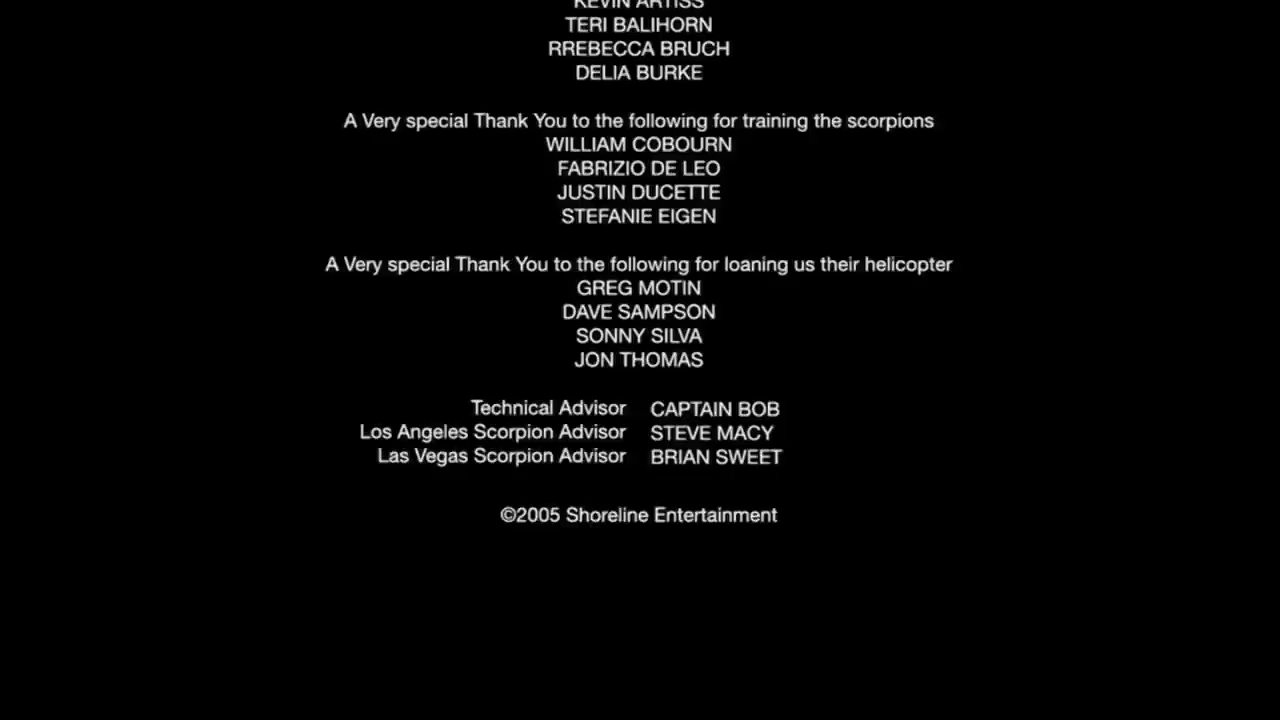 KEVIN ARTISS
TERI BALIHORN
RREBECCA BRUCH
DELIA BURKE
A Very special Thank You to the following for training the scorpions
WILLIAM COBOURN
FABRIZIO DE LEO
JUSTIN DUCETTE
STEFANIE EIGEN
A Very special Thank You to the following for loaning us their helicopter
GREG MOTIN
DAVE SAMPSON
SONNY SILVA
JON THOMAS
Technical Advisor CAPTAIN BOB
Los Angeles Scorpion Advisor STEVE MACY
Las Vegas Scorpion Advisor BRIAN SWEET
©2005 Shoreline Entertainment